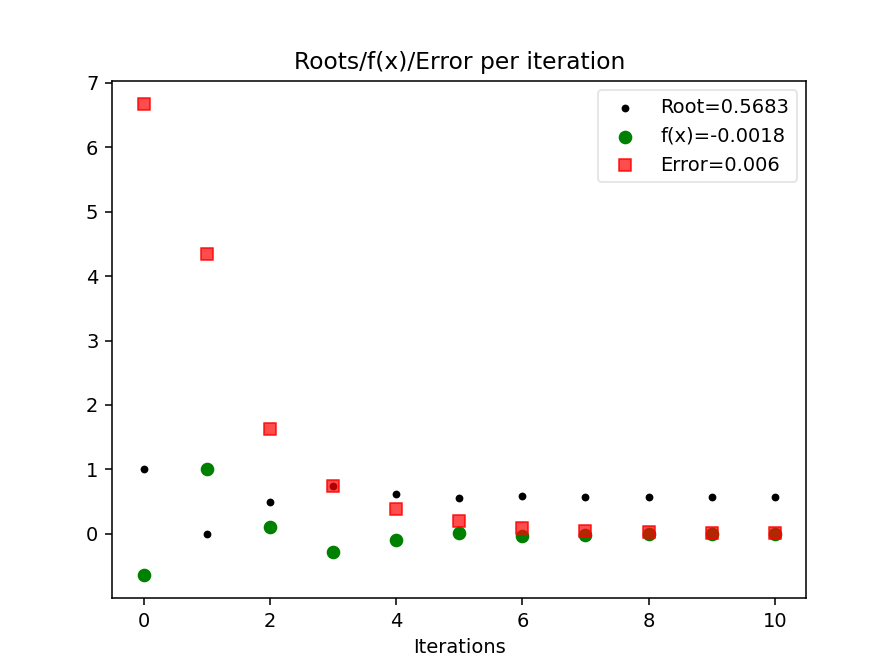 Roots/f(x)/Error per iteration
Root=0.5683
f(x)=-0.0018
Error=0.006
7
6
5
4
3
2
1
0
0 2 4 6 8 10
Iterations